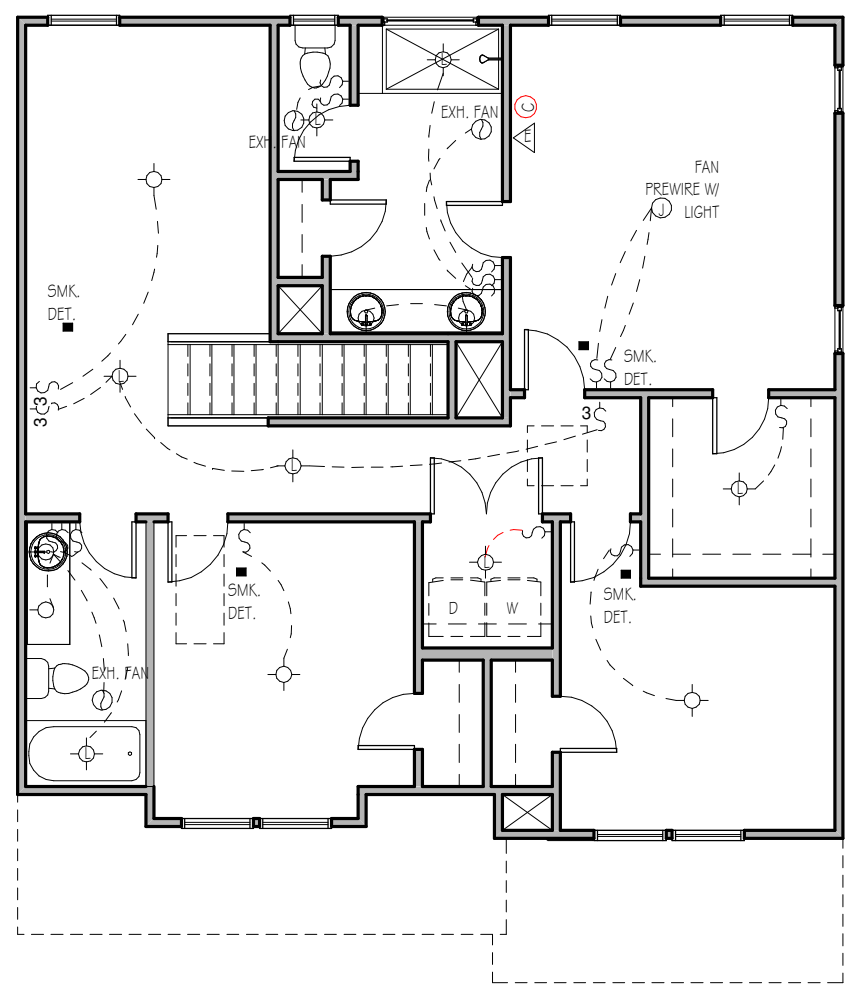 L
C
EXH. FAN
E
L
EXH. FAN
FAN
PREWIRE W/
LIGHT
J
SMK.
DET.
SMK.
DET.
L
3
3
3
L
L
L
D
W
SMK.
DET.
SMK.
DET.
EXH. FAN
L